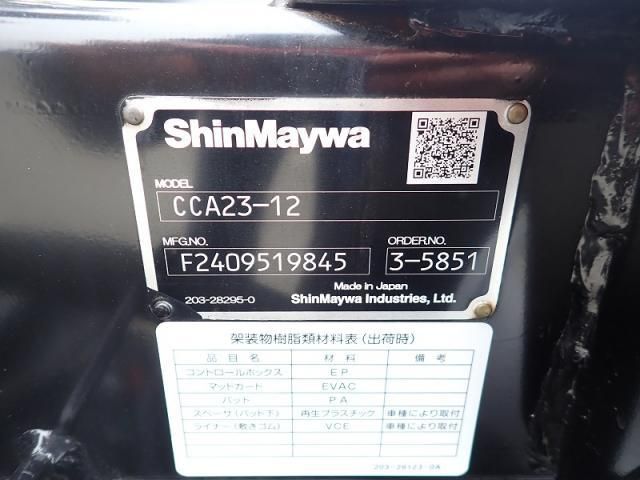 ShinMaywa
MODEL
CCA23-12
MFG.NO. ORDER.NO.
F2409519845 3-5851
Made in Japan
203-28295-0 ShinMaywa Industries, Ltd.
架装物樹脂類材料表（出荷時）
品目名 材料 備考
コントロールボックス EP
マッドガード EVAC
パット PA
スペーサ（パット下） 再生プラスチック 車種により取付
ライナー（敷きゴム） VCE 車種により取付
203-28123-0A